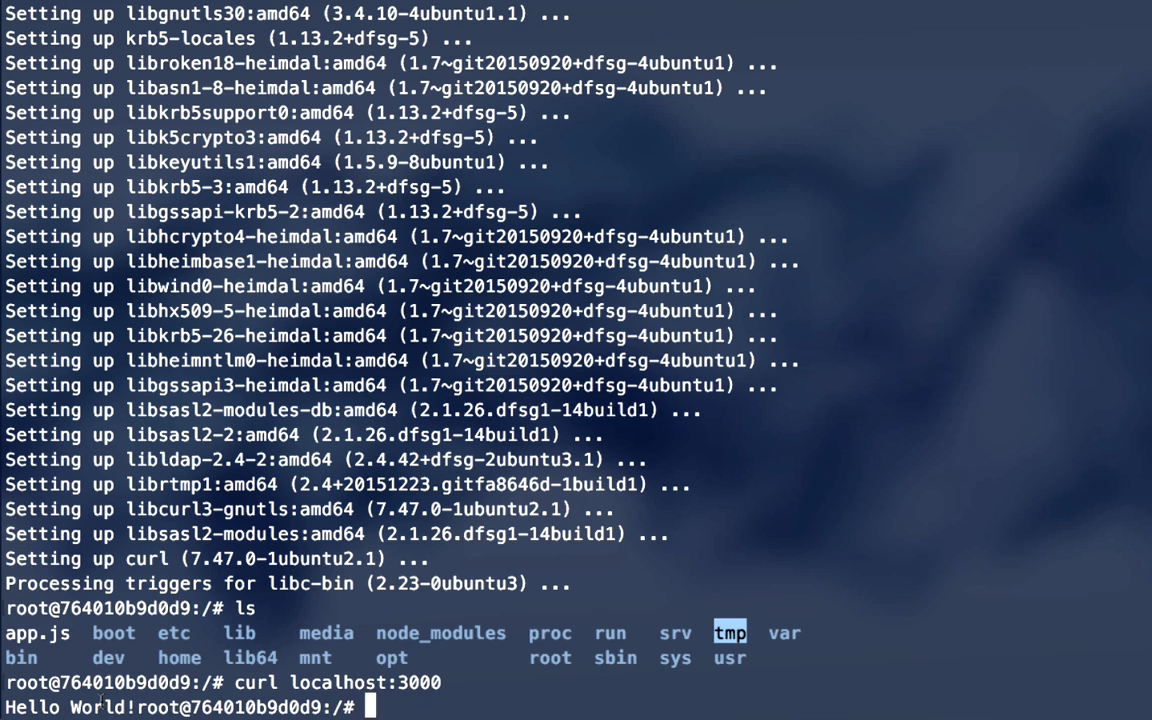 Setting up libgnutls30:amd64 (3.4.10-4ubuntu1.1) ...
Setting up krb5-locales (1.13.2+dfsg-5) ...
Setting up libroken18-heimdal:amd64 (1.7~git20150920+dfsg-4ubuntu1) ...
Setting up libasn1-8-heimdal:amd64 (1.7~git20150920+dfsg-4ubuntu1) ...
Setting up libkrb5support0:amd64 (1.13.2+dfsg-5) ...
Setting up libk5crypto3:amd64 (1.13.2+dfsg-5) ...
Setting up libkeyutils1:amd64 (1.5.9-8ubuntu1) ...
Setting up libkrb5-3:amd64 (1.13.2+dfsg-5) ...
Setting up libgssapi-krb5-2:amd64 (1.13.2+dfsg-5) ...
Setting up libhcrypto4-heimdal:amd64 (1.7~git20150920+dfsg-4ubuntu1) ...
Setting up libheimbase1-heimdal:amd64 (1.7~git20150920+dfsg-4ubuntu1) ...
Setting up libwind0-heimdal:amd64 (1.7~git20150920+dfsg-4ubuntu1) ...
Setting up libhx509-5-heimdal:amd64 (1.7~git20150920+dfsg-4ubuntu1) ...
Setting up libkrb5-26-heimdal:amd64 (1.7~git20150920+dfsg-4ubuntu1) ...
Setting up libheimntlm0-heimdal:amd64 (1.7~git20150920+dfsg-4ubuntu1) ...
Setting up libgssapi3-heimdal:amd64 (1.7~git20150920+dfsg-4ubuntu1) ...
Setting up libsasl2-modules-db:amd64 (2.1.26.dfsg1-14build1) ...
Setting up libsasl2-2:amd64 (2.1.26.dfsg1-14build1) ...
Setting up libldap-2.4-2:amd64 (2.4.42+dfsg-2ubuntu3.1) ...
Setting up librtmp1:amd64 (2.4+20151223.gitfa8646d-1build1) ...
Setting up libcurl3-gnutls:amd64 (7.47.0-1ubuntu2.1) ...
Setting up libsasl2-modules:amd64 (2.1.26.dfsg1-14build1) ...
Setting up curl (7.47.0-1ubuntu2.1) ...
Processing triggers for libc-bin (2.23-0ubuntu3) ...
root@764010b9d0d9:/# ls
app.js boot etc lib media node_modules proc run srv tmp var
bin dev home lib64 mnt opt root sbin sys usr
root@764010b9d0d9:/# curl localhost:3000
Hello World!root@764010b9d0d9:/#